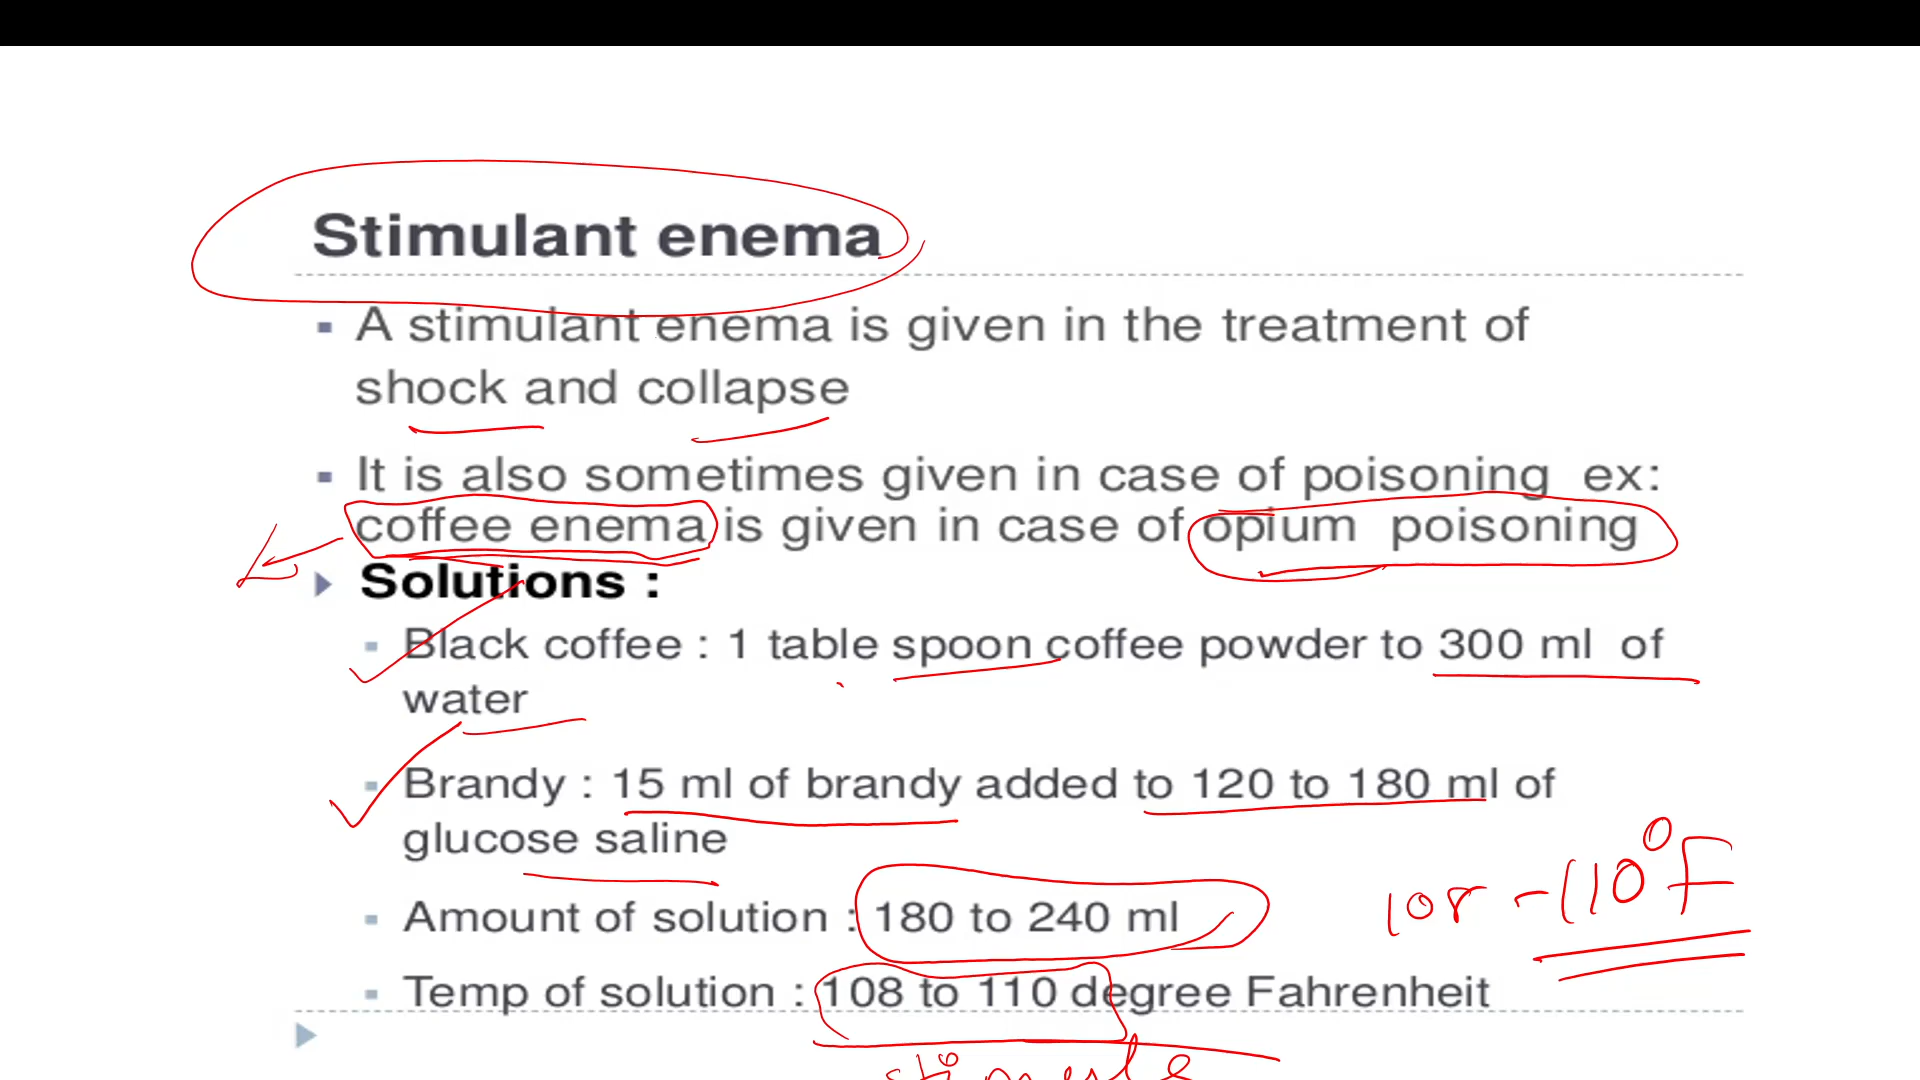 Stimulant enema
A stimulant enema is given in the treatment of
shock and collapse
It is also sometimes given in case of poisoning ex:
coffee enema is given in case of opium poisoning
Solutions :
Black coffee : 1 table spoon coffee powder to 300 ml of
water
Brandy : 15 ml of brandy added to 120 to 180 ml of
glucose saline
108 - 110°F
Amount of solution : 180 to 240 ml
Temp of solution : 108 to 110 degree Fahrenheit